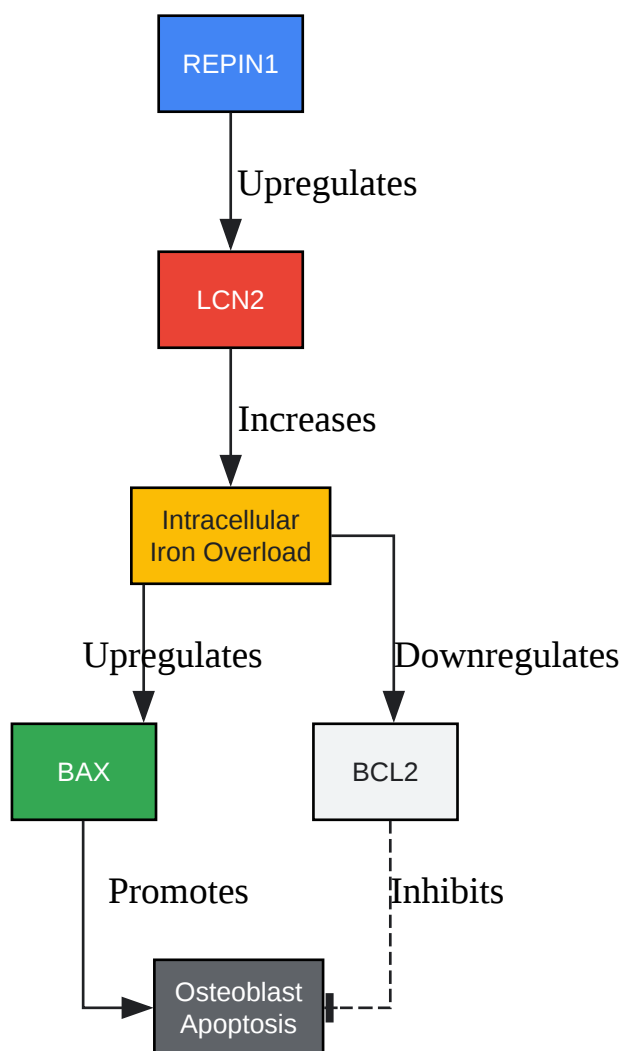 REPIN1
Upregulates
LCN2
Increases
Intracellular
Iron Overload
Upregulates
Downregulates
BAX
BCL2
Promotes
Inhibits
Osteoblast
Apoptosis